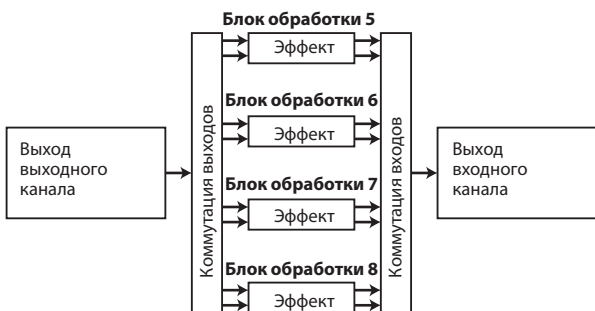 Блок обработки 5
Эффект
Блок обработки 6
Эффект
Выход
выходного
канала
Коммутация выходов
Коммутация входов
Выход
входного
канала
Блок обработки 7
Эффект
Блок обработки 8
Эффект